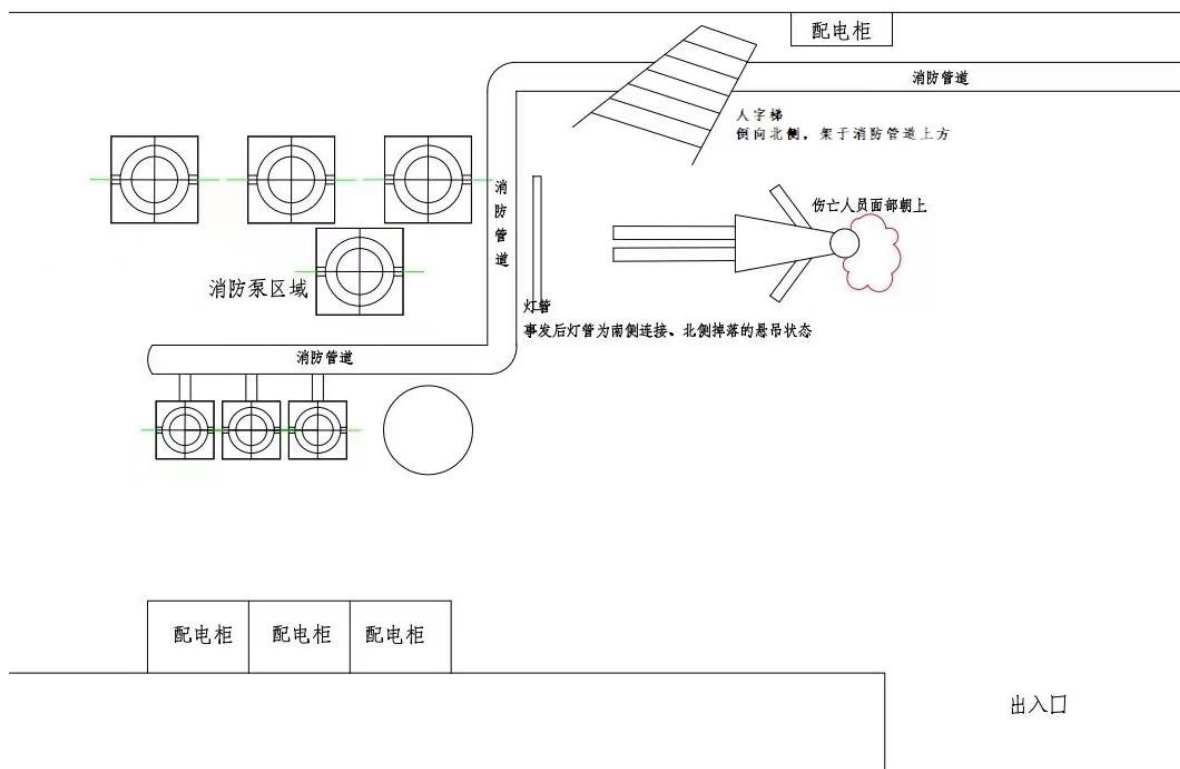 配电柜
消防管道
人字梯
倒向北侧，架于消防管道上方
消防管道
伤亡人员面部朝上
消防泵区域
灯管
事发后灯管为南侧连接、北侧掉落的悬吊状态
消防管道
配电柜
配电柜
配电柜
出入口